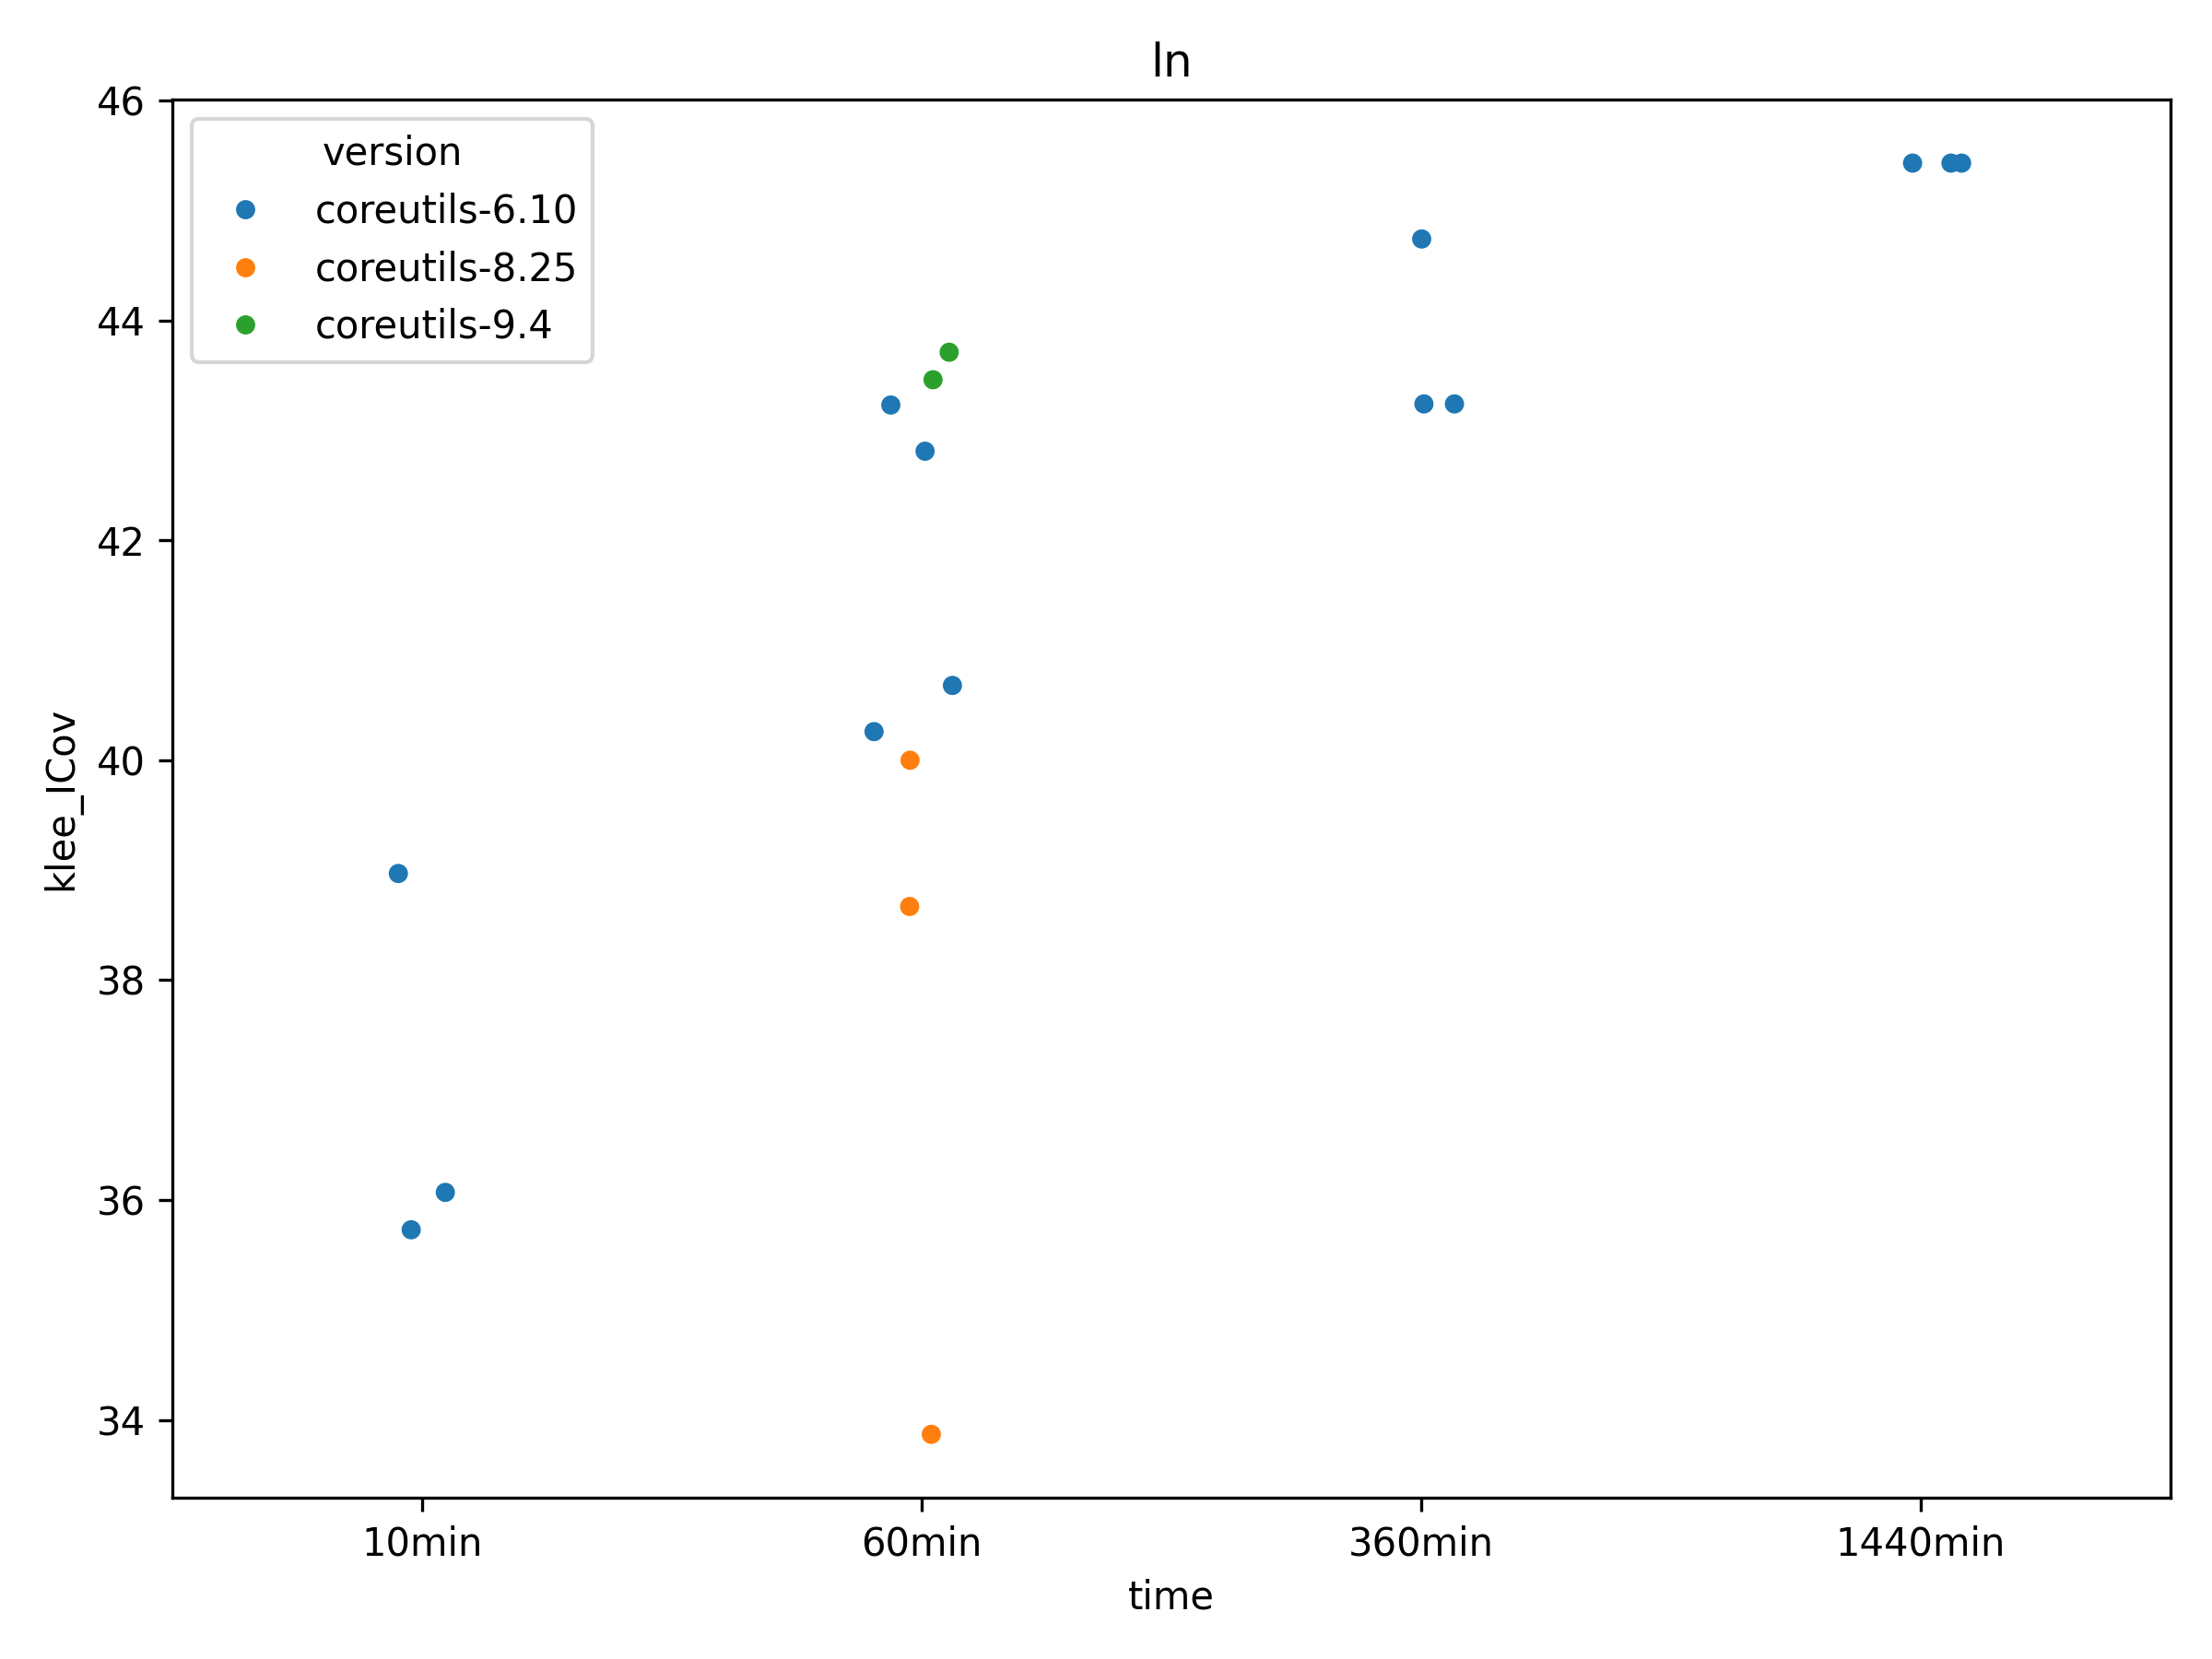 ln
version
coreutils-6.10
coreutils-8.25
coreutils-9.4
46
44
42
40
38
36
34
klee_ICov
10min
60min
360min
1440min
time